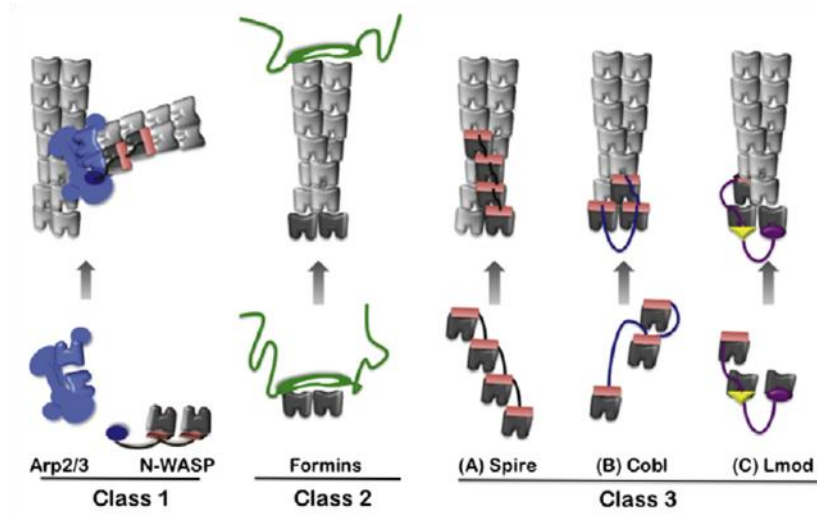 Arp2/3 N-WASP Formins (A) Spire (B) Cobl (C) Lmod
Class 1 Class 2 Class 3